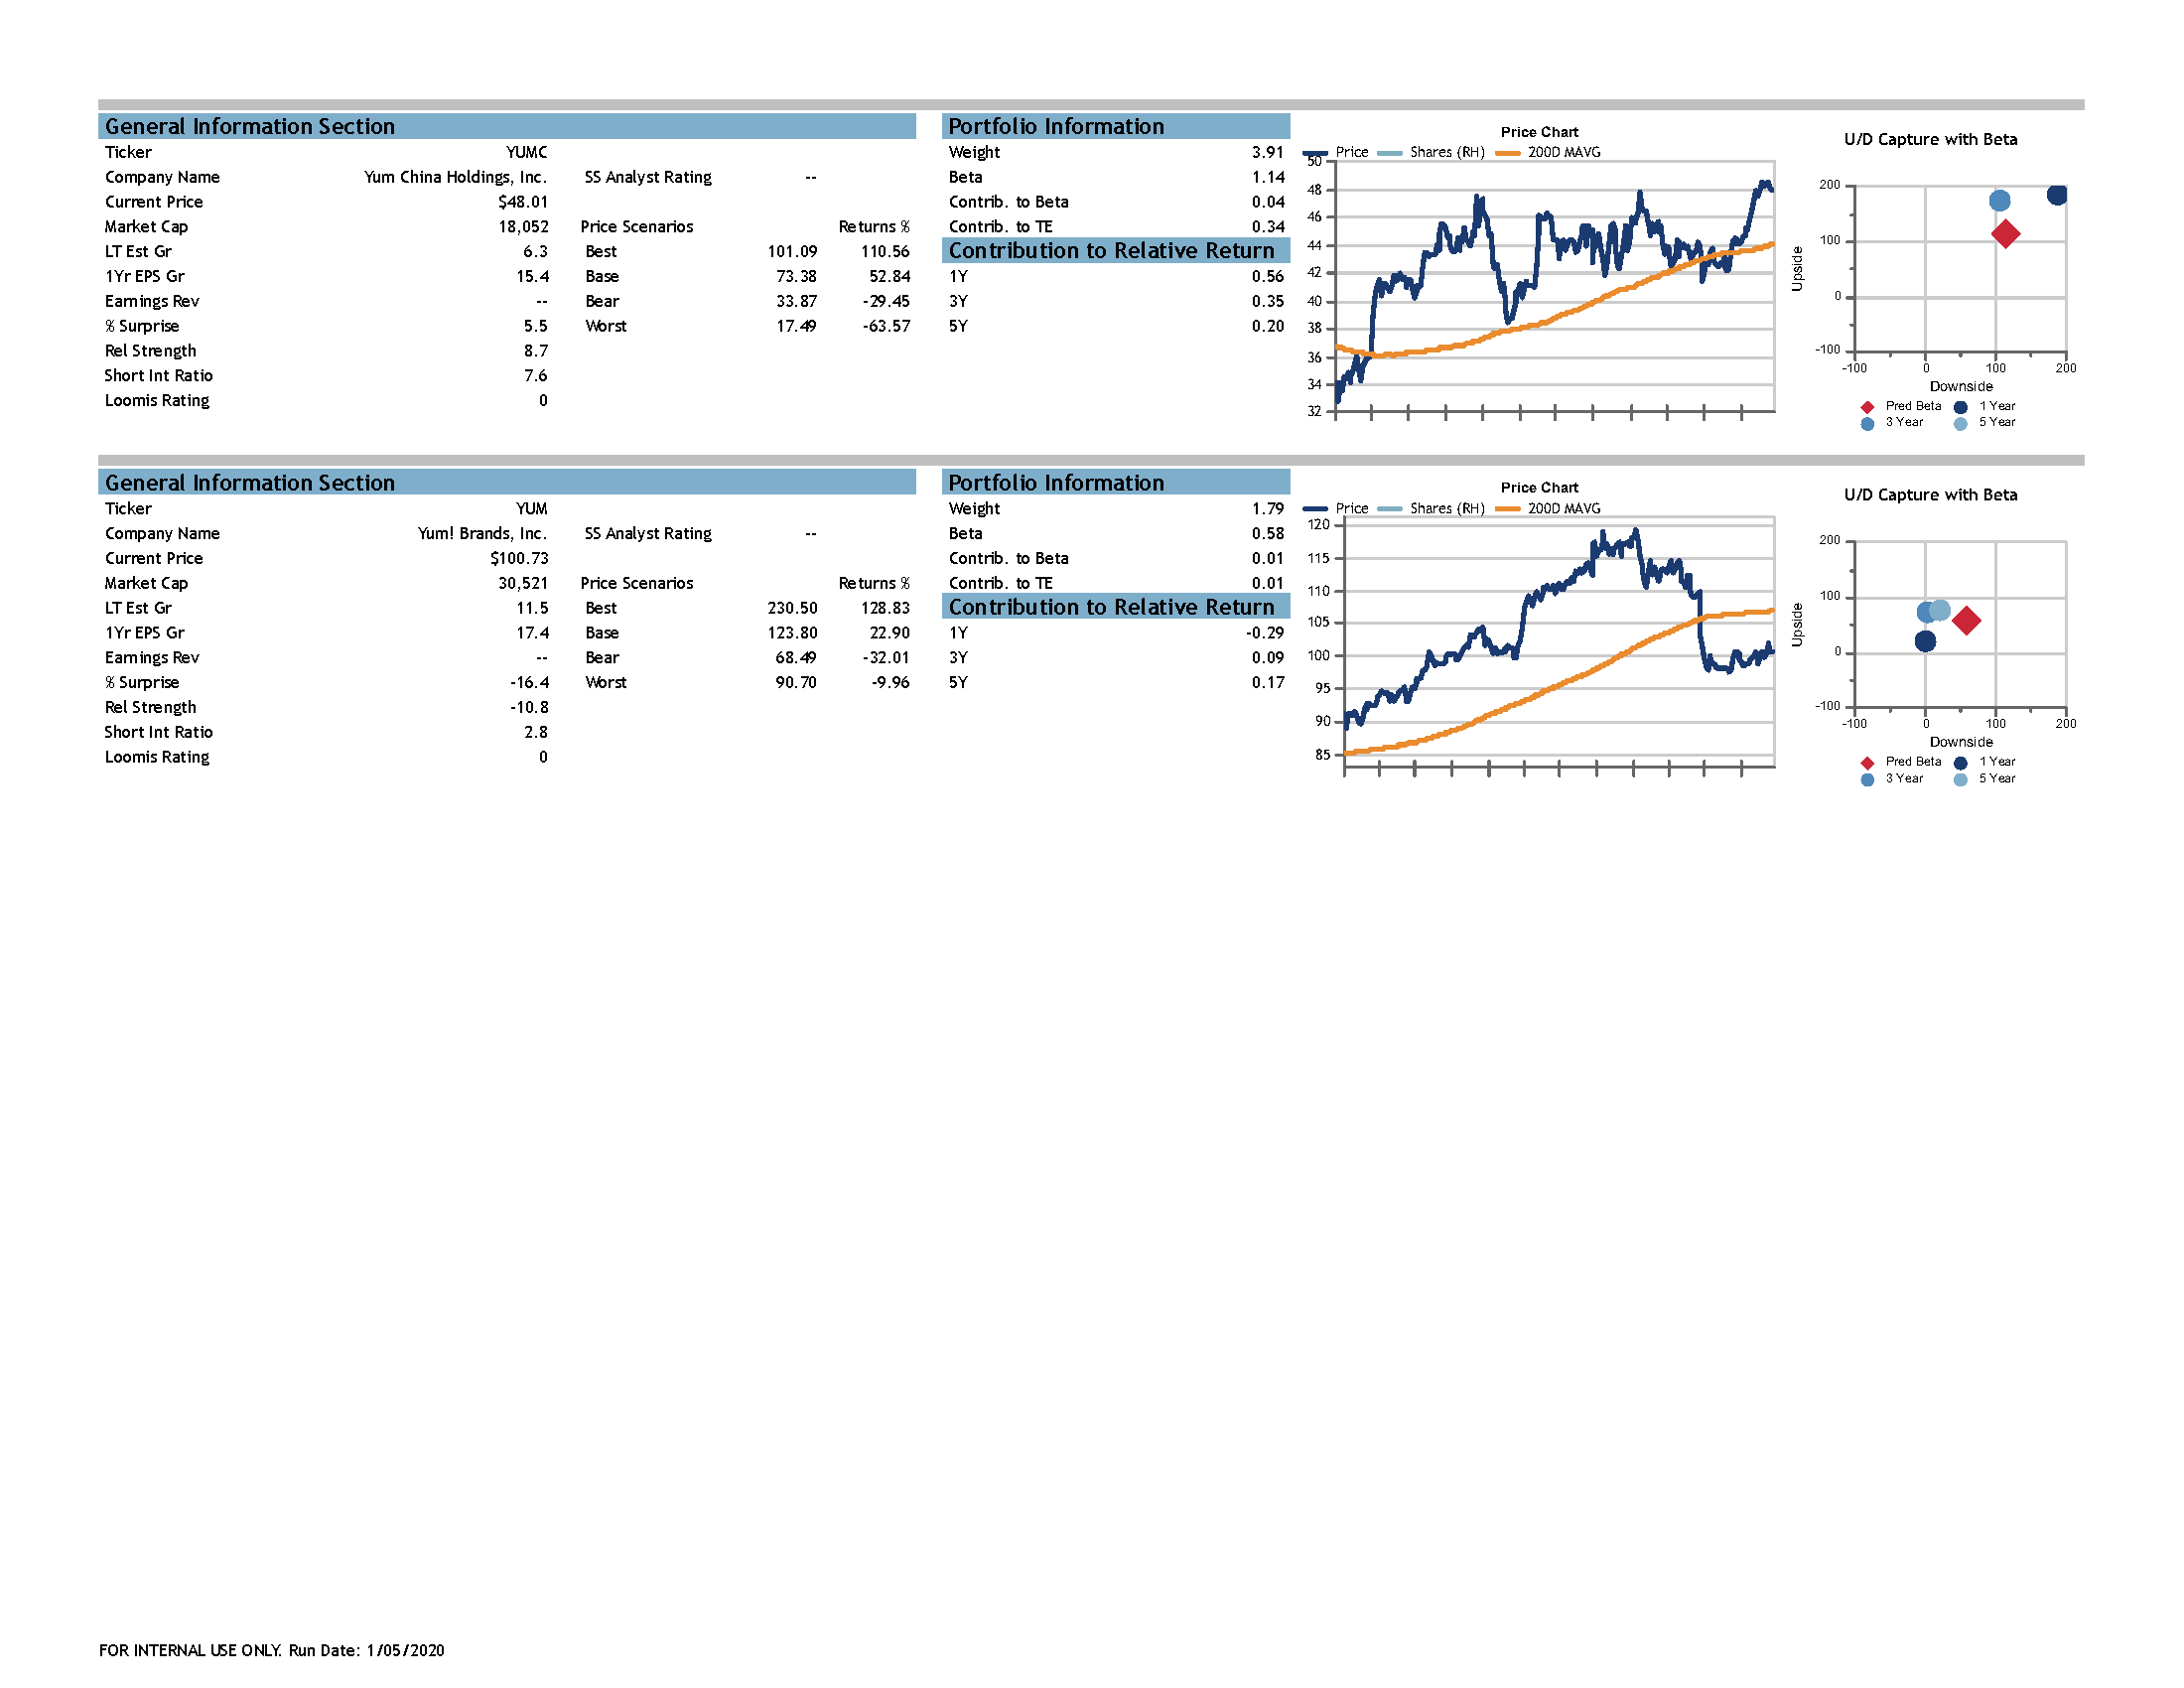 General Information Section
Ticker YUMC
Company Name Yum China Holdings, Inc. SS Analyst Rating --
Current Price $48.01
Market Cap 18,052 Price Scenarios Returns %
LT Est Gr 6.3 Best 101.09 110.56
1Yr EPS Gr 15.4 Base 73.38 52.84
Earnings Rev -- Bear 33.87 -29.45
% Surprise 5.5 Worst 17.49 -63.57
Rel Strength 8.7
Short Int Ratio 7.6
Loomis Rating 0
Portfolio Information
Weight 3.91
Beta 1.14
Contrib. to Beta 0.04
Contrib. to TE 0.34
Contribution to Relative Return
1Y 0.56
3Y 0.35
5Y 0.20
Price Chart
Price Shares (RH) 200D MAVG
50
48
46
44
42
40
38
36
34
32
U/D Capture with Beta
200
100
0
-100
Upside
-100 0 100 200
Downside
Pred Beta 1 Year
3 Year 5 Year
General Information Section
Ticker YUM
Company Name Yum! Brands, Inc. SS Analyst Rating --
Current Price $100.73
Market Cap 30,521 Price Scenarios Returns %
LT Est Gr 11.5 Best 230.50 128.83
1Yr EPS Gr 17.4 Base 123.80 22.90
Earnings Rev -- Bear 68.49 -32.01
% Surprise -16.4 Worst 90.70 -9.96
Rel Strength -10.8
Short Int Ratio 2.8
Loomis Rating 0
Portfolio Information
Weight 1.79
Beta 0.58
Contrib. to Beta 0.01
Contrib. to TE 0.01
Contribution to Relative Return
1Y -0.29
3Y 0.09
5Y 0.17
Price Chart
Price Shares (RH) 200D MAVG
120
115
110
105
100
95
90
85
U/D Capture with Beta
200
100
0
-100
Upside
-100 0 100 200
Downside
Pred Beta 1 Year
3 Year 5 Year
FOR INTERNAL USE ONLY. Run Date: 1/05/2020